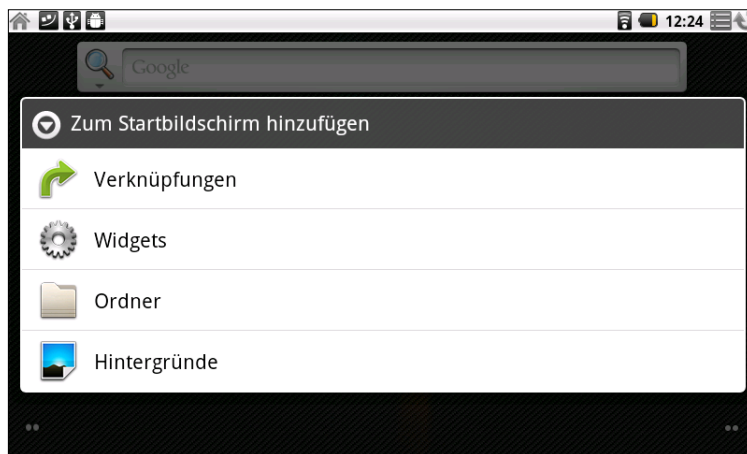 12:24
Google
Zum Startbildschirm hinzufügen
Verknüpfungen
Widgets
Ordner
Hintergründe